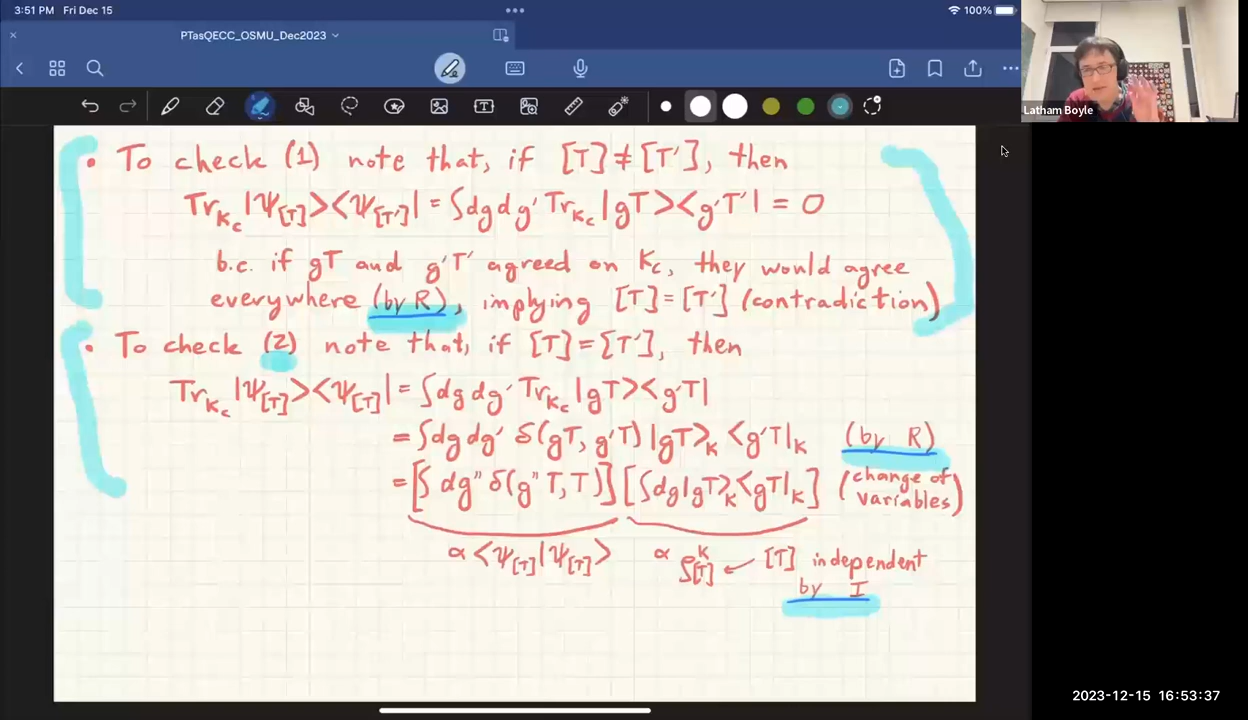 3:51 PM Fri Dec 15
100%
PTasQECC_OSMU_Dec2023
Latham Boyle
• To check (1) note that, if [T] ≠ [T'], then
Tr_{K_c} |Ψ_{[T]}><Ψ_{[T']}| = ∫dg dg' Tr_{K_c} |gT><g'T'| = 0
b.c. if gT and g'T' agreed on K_c, they would agree
everywhere (by R), implying [T]=[T'] (contradiction)
• To check (2) note that, if [T]=[T'], then
Tr_{K_c} |Ψ_{[T]}><Ψ_{[T]}| = ∫dg dg' Tr_{K_c} |gT><g'T|
= ∫dg dg' δ(gT, g'T) |gT>_K <g'T|_K (by R)
= [∫ dg'' δ(g''T, T)] [∫dg |gT>_K <gT|_K] (change of variables)
∝ <Ψ_{[T]}|Ψ_{[T]}> ∝ ρ^K_{[T]} ← [T] independent
by I
2023-12-15 16:53:37